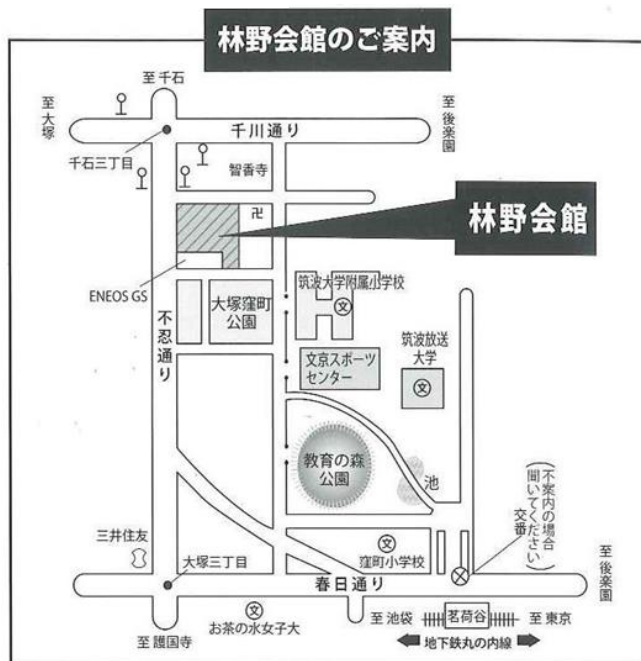 林野会館のご案内
至 千石
至 大塚
千川通り
至 後楽園
千石三丁目
智香寺
卍
林野会館
ENEOS GS
大塚窪町
公園
筑波大学附属小学校
文
不忍通り
文京スポーツ
センター
筑波放送
大学
文
教育の森
公園
池
(不案内の場合
聞いてください)
交番
三井住友
大塚三丁目
文
窪町小学校
春日通り
至 後楽園
文
お茶の水女子大
至 護国寺
至 池袋
茗荷谷
至 東京
地下鉄丸の内線